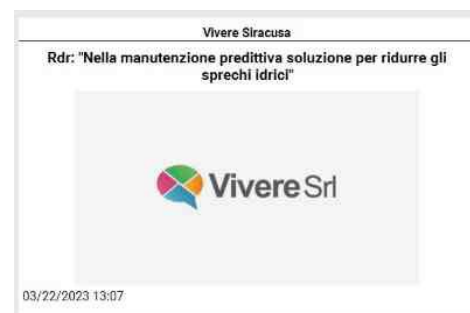 Vivere Siracusa
Rdr: "Nella manutenzione predittiva soluzione per ridurre gli
sprechi idrici"
Vivere Srl
03/22/2023 13:07